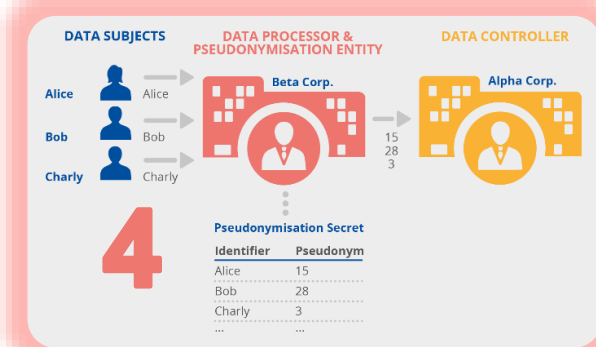 DATA SUBJECTS
DATA PROCESSOR &
PSEUDONYMISATION ENTITY
DATA CONTROLLER
Beta Corp.
Alpha Corp.
Alice
Alice
Bob
Bob
Charly
Charly
15
28
3
4
Pseudonymisation Secret
Identifier Pseudonym
Alice 15
Bob 28
Charly 3
... ...